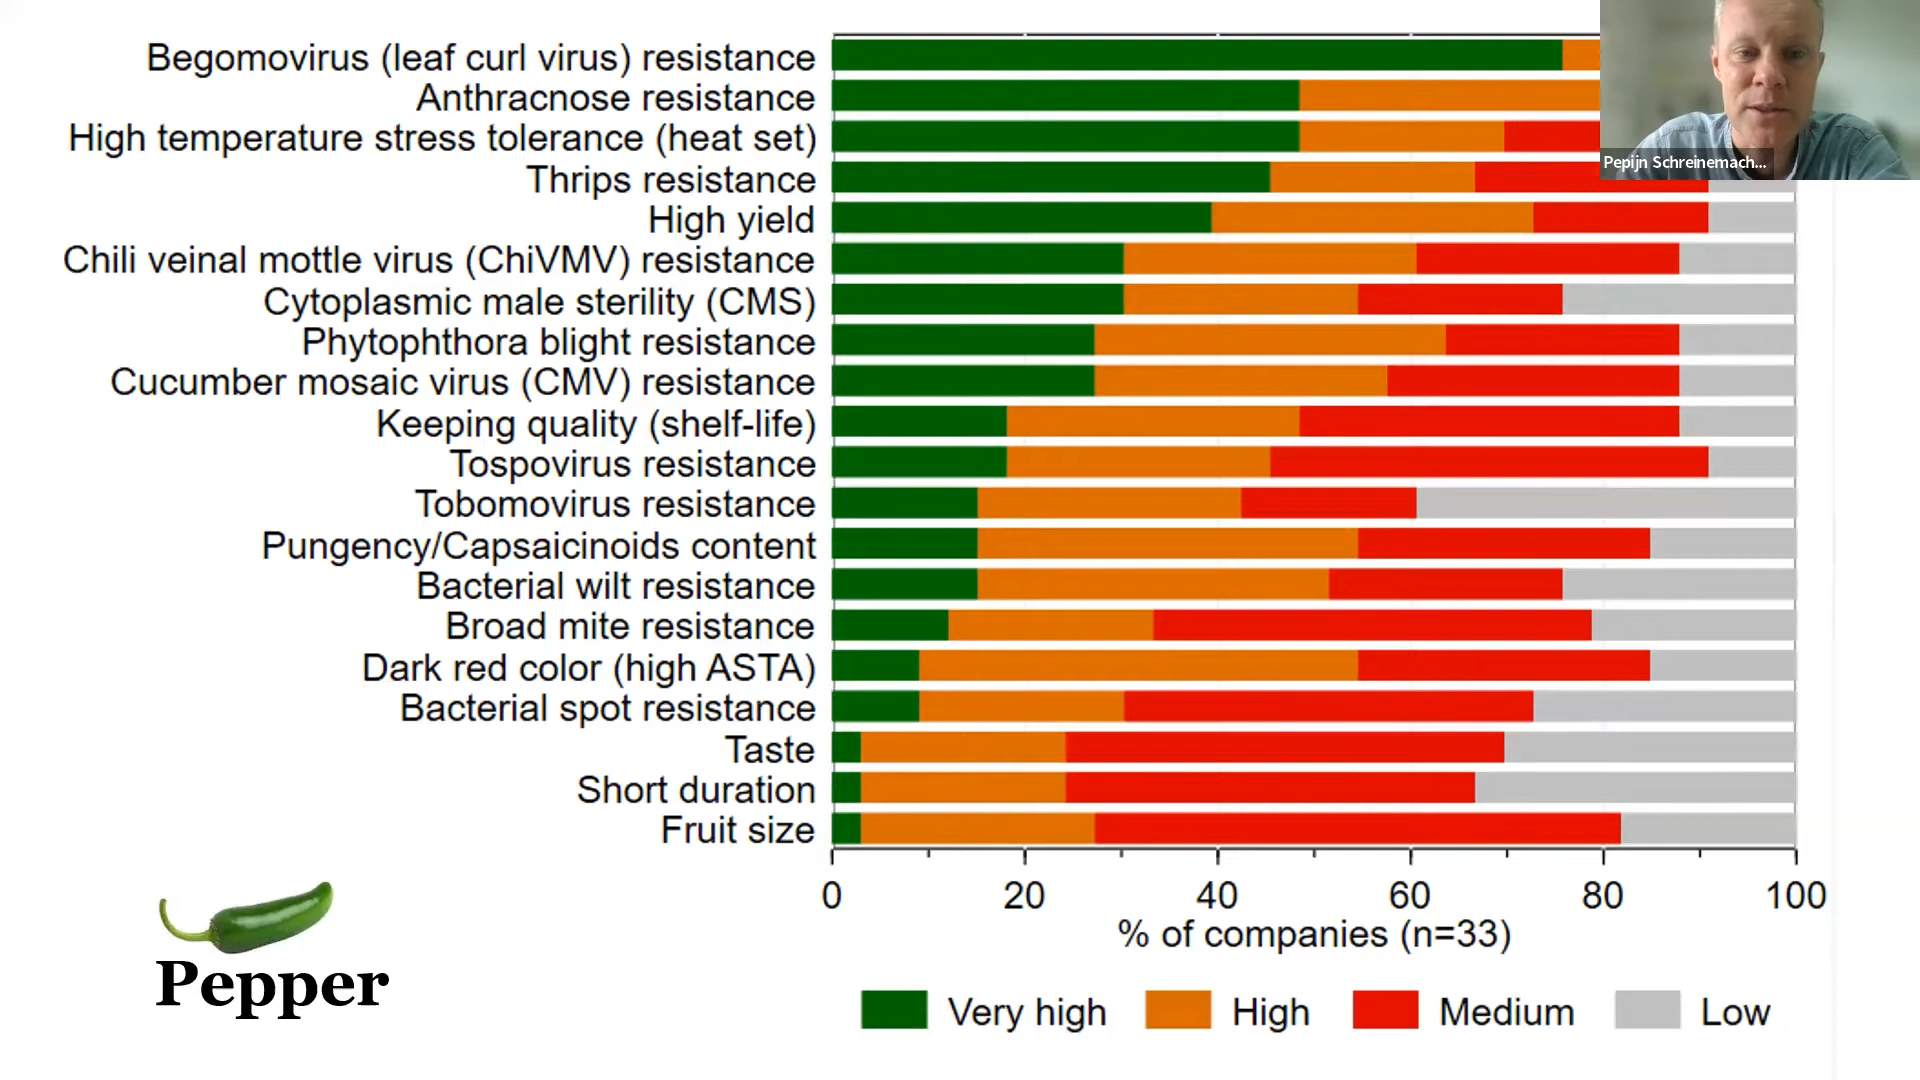 Begomovirus (leaf curl virus) resistance
Anthracnose resistance
High temperature stress tolerance (heat set)
Pepijn Schreinemach...
Thrips resistance
High yield
Chili veinal mottle virus (ChiVMV) resistance
Cytoplasmic male sterility (CMS)
Phytophthora blight resistance
Cucumber mosaic virus (CMV) resistance
Keeping quality (shelf-life)
Tospovirus resistance
Tobomovirus resistance
Pungency/Capsaicinoids content
Bacterial wilt resistance
Broad mite resistance
Dark red color (high ASTA)
Bacterial spot resistance
Taste
Short duration
Fruit size
0 20 40 60 80 100
% of companies (n=33)
Very high High Medium Low
Pepper